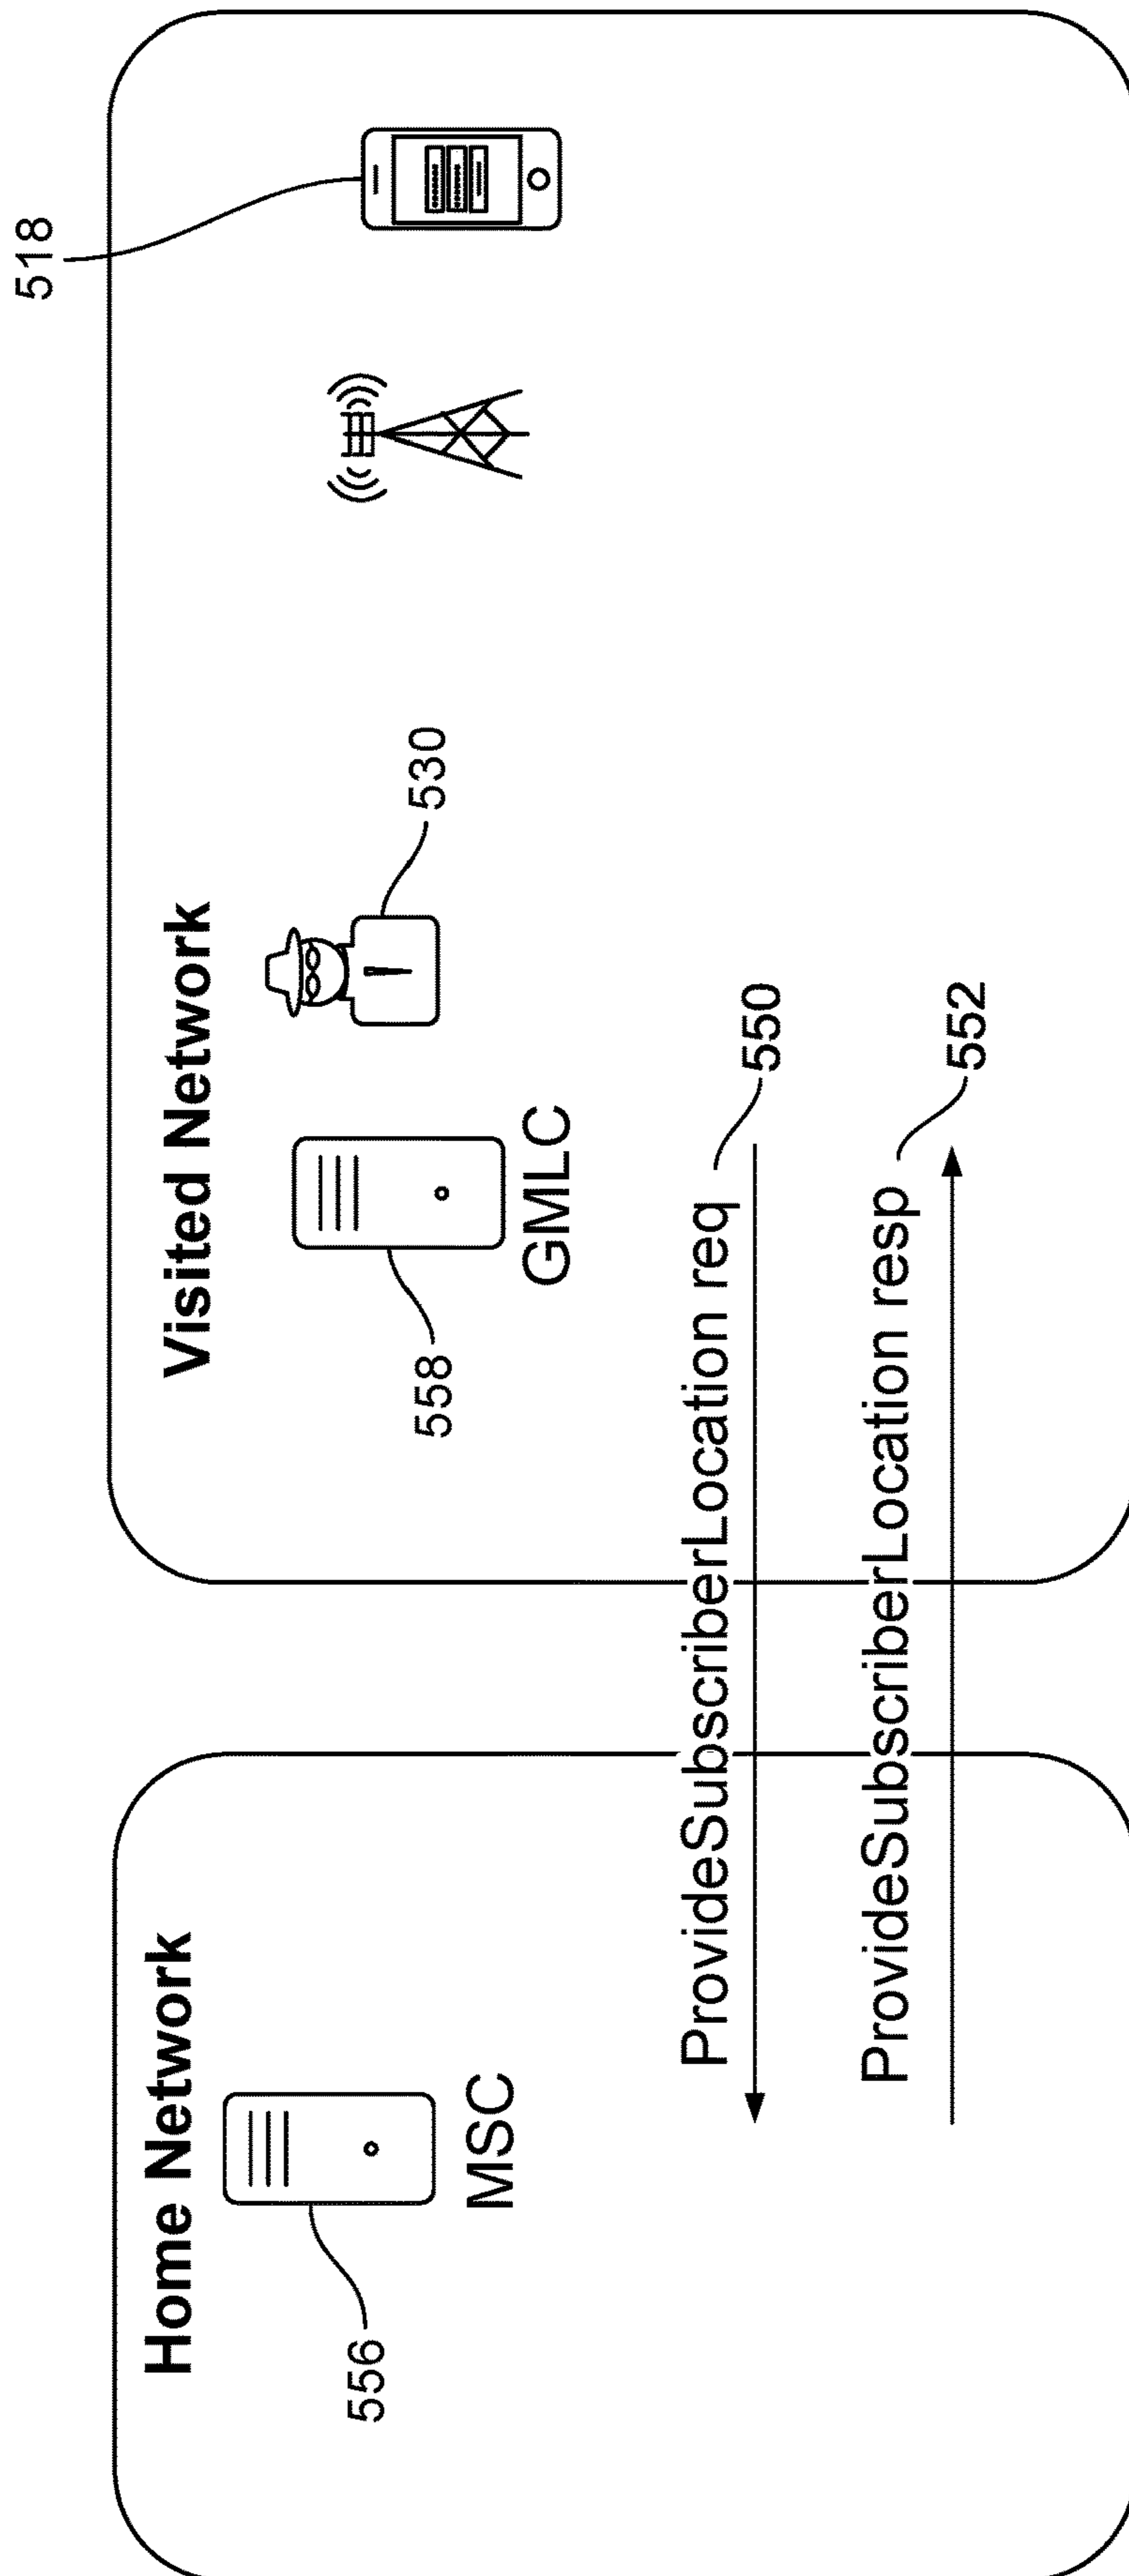 Home Network
Visited Network
518
530
556
MSC
558
GMLC
ProvideSubscriberLocation req
550
ProvideSubscriberLocation resp
552